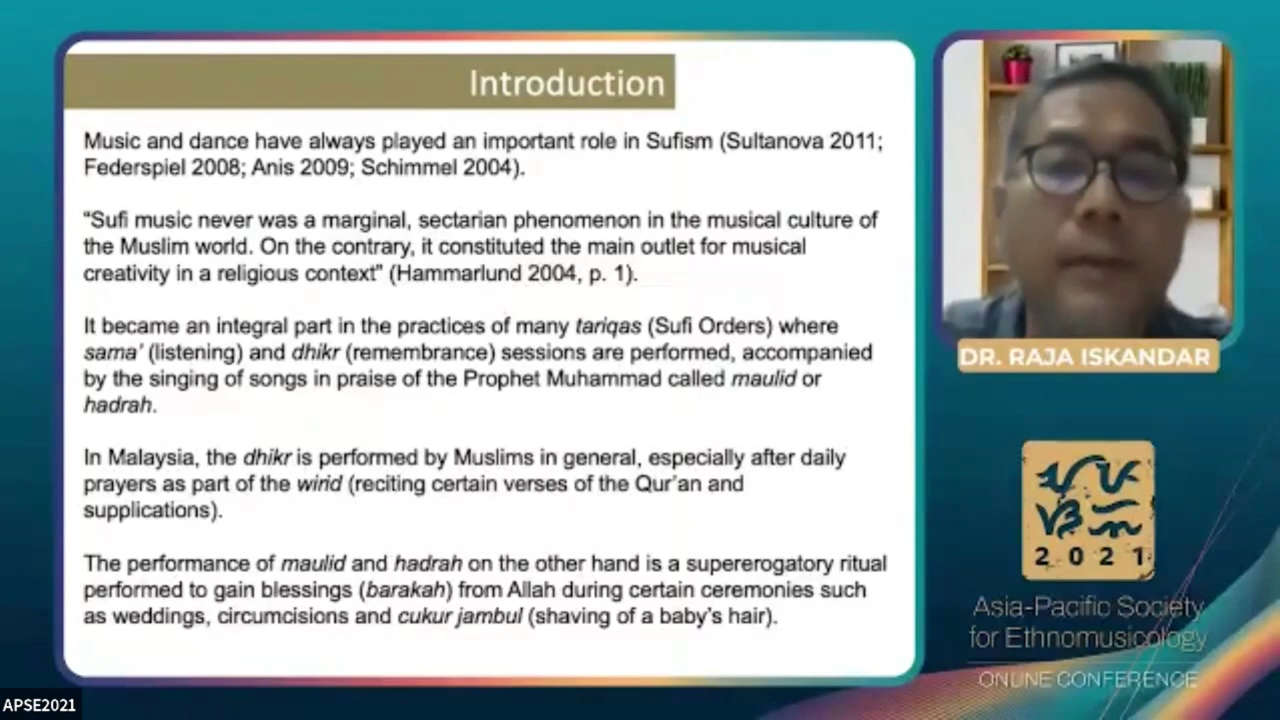 Introduction
Music and dance have always played an important role in Sufism (Sultanova 2011;
Federspiel 2008; Anis 2009; Schimmel 2004).
“Sufi music never was a marginal, sectarian phenomenon in the musical culture of
the Muslim world. On the contrary, it constituted the main outlet for musical
creativity in a religious context” (Hammarlund 2004, p. 1).
It became an integral part in the practices of many tariqas (Sufi Orders) where
sama’ (listening) and dhikr (remembrance) sessions are performed, accompanied
by the singing of songs in praise of the Prophet Muhammad called maulid or
hadrah.
In Malaysia, the dhikr is performed by Muslims in general, especially after daily
prayers as part of the wirid (reciting certain verses of the Qur’an and
supplications).
The performance of maulid and hadrah on the other hand is a supererogatory ritual
performed to gain blessings (barakah) from Allah during certain ceremonies such
as weddings, circumcisions and cukur jambul (shaving of a baby’s hair).
DR. RAJA ISKANDAR
2021
Asia-Pacific Society
for Ethnomusicology
ONLINE CONFERENCE
APSE2021